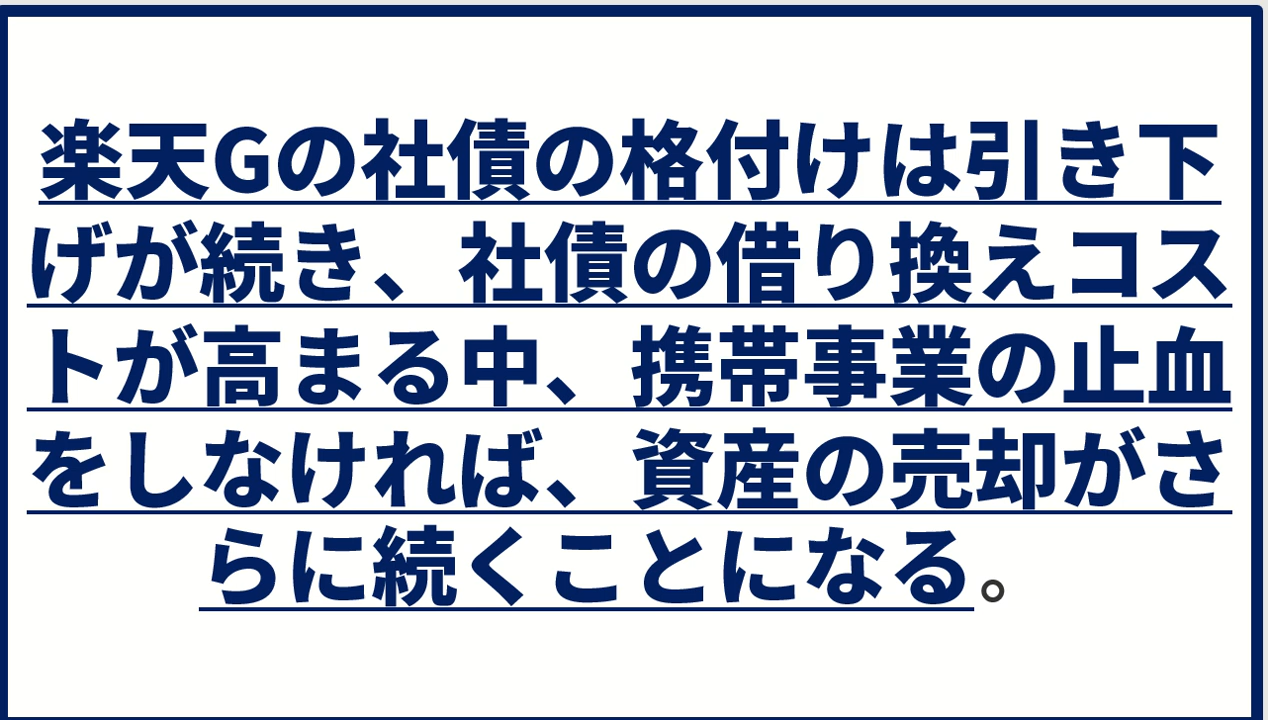 楽天Gの社債の格付けは引き下
げが続き、社債の借り換えコス
トが高まる中、携帯事業の止血
をしなければ、資産の売却がさ
らに続くことになる。